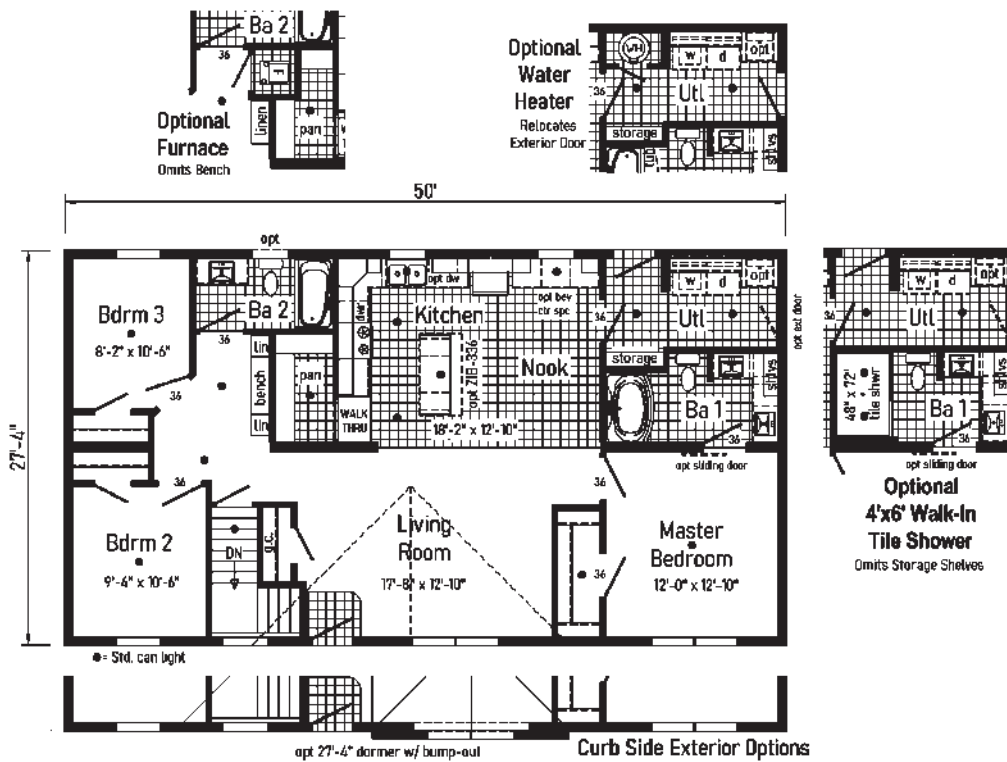 Ba 2
36
Optional
Furnace
Omits Bench
F
linen
pan
Optional
Water
Heater
Relocates
Exterior Door
WH
w
d
opt
36
Utl
storage
shlvs
50'
27'-4"
opt
Bdrm 3
8'-2" x 10'-6"
36
Ba 2
36
lin
bench
lin
pan
WALK
THRU
opt dw
Kitchen
opt bev
ctr spc
opt ZIB-336
Nook
18'-2" x 12'-10"
36
w
d
opt
Utl
opt ext door
storage
shlvs
Ba 1
36
opt sliding door
36
Bdrm 2
9'-4" x 10'-6"
DN
g.c.
Living
Room
17'-8" x 12'-10"
36
36
Master
Bedroom
12'-0" x 12'-10"
w
d
opt
36
Utl
48" x 72"
tile shwr
shlvs
Ba 1
36
opt sliding door
Optional
4'x6' Walk-In
Tile Shower
Omits Storage Shelves
= Std. can light
opt 27'-4" dormer w/ bump-out
Curb Side Exterior Options